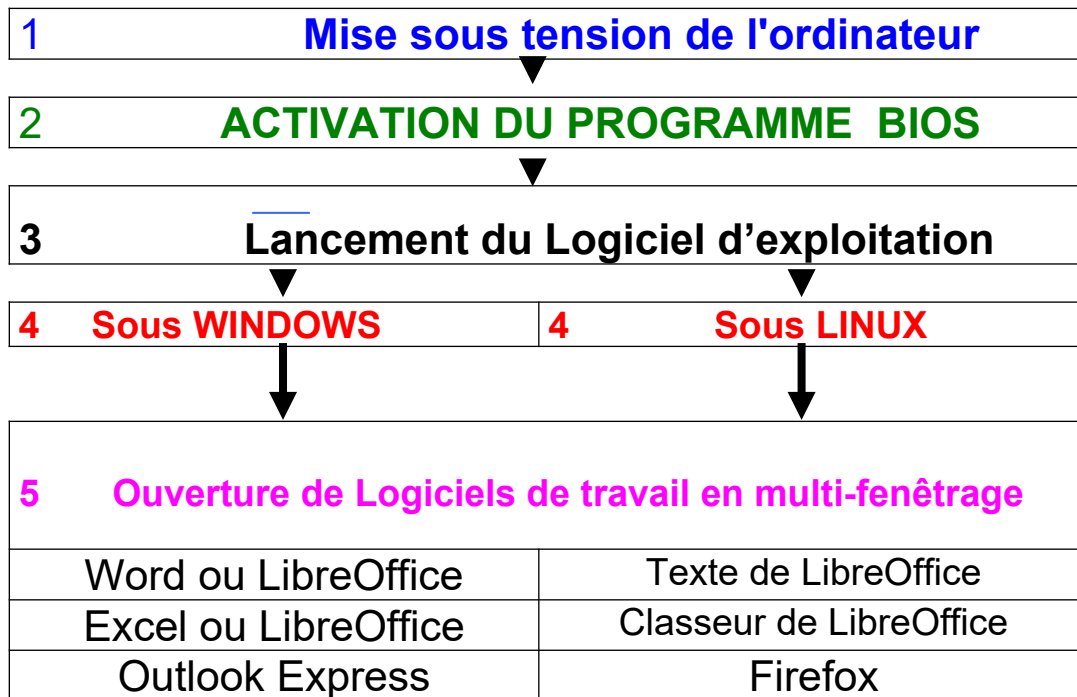 1 Mise sous tension de l'ordinateur
2 ACTIVATION DU PROGRAMME BIOS
3 Lancement du Logiciel d’exploitation
4 Sous WINDOWS 4 Sous LINUX
5 Ouverture de Logiciels de travail en multi-fenêtrage
Word ou LibreOffice Texte de LibreOffice
Excel ou LibreOffice Classeur de LibreOffice
Outlook Express Firefox